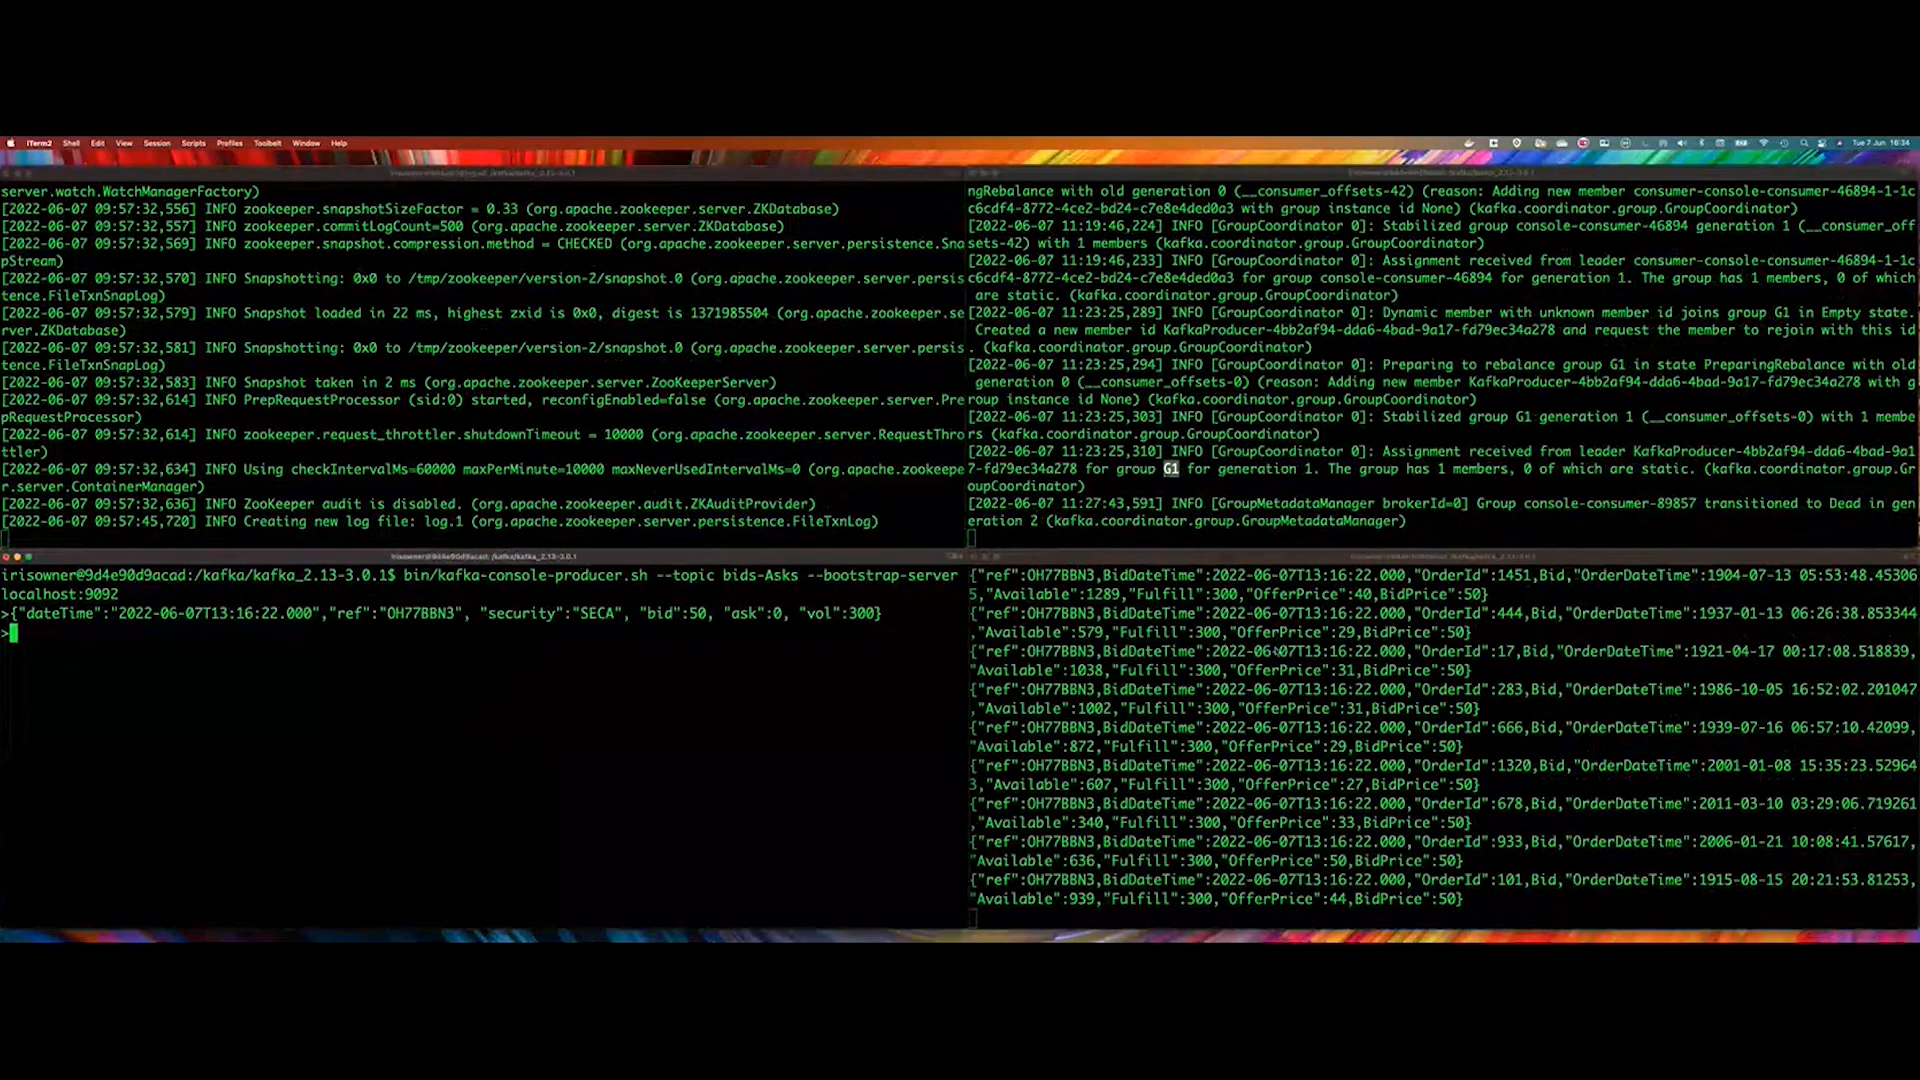 iTerm2 Shell Edit View Session Scripts Profiles Toolbelt Window Help
Tue 7 Jun 16:34
server.watch.WatchManagerFactory)
[2022-06-07 09:57:32,556] INFO zookeeper.snapshotSizeFactor = 0.33 (org.apache.zookeeper.server.ZKDatabase)
[2022-06-07 09:57:32,557] INFO zookeeper.commitLogCount=500 (org.apache.zookeeper.server.ZKDatabase)
[2022-06-07 09:57:32,569] INFO zookeeper.snapshot.compression.method = CHECKED (org.apache.zookeeper.server.persistence.Sna
pStream)
[2022-06-07 09:57:32,570] INFO Snapshotting: 0x0 to /tmp/zookeeper/version-2/snapshot.0 (org.apache.zookeeper.server.persis
tence.FileTxnSnapLog)
[2022-06-07 09:57:32,579] INFO Snapshot loaded in 22 ms, highest zxid is 0x0, digest is 1371985504 (org.apache.zookeeper.se
rver.ZKDatabase)
[2022-06-07 09:57:32,581] INFO Snapshotting: 0x0 to /tmp/zookeeper/version-2/snapshot.0 (org.apache.zookeeper.server.persis
tence.FileTxnSnapLog)
[2022-06-07 09:57:32,583] INFO Snapshot taken in 2 ms (org.apache.zookeeper.server.ZooKeeperServer)
[2022-06-07 09:57:32,614] INFO PrepRequestProcessor (sid:0) started, reconfigEnabled=false (org.apache.zookeeper.server.Pre
pRequestProcessor)
[2022-06-07 09:57:32,614] INFO zookeeper.request_throttler.shutdownTimeout = 10000 (org.apache.zookeeper.server.RequestThro
ttler)
[2022-06-07 09:57:32,634] INFO Using checkIntervalMs=60000 maxPerMinute=10000 maxNeverUsedIntervalMs=0 (org.apache.zookeepe
r.server.ContainerManager)
[2022-06-07 09:57:32,636] INFO ZooKeeper audit is disabled. (org.apache.zookeeper.audit.ZKAuditProvider)
[2022-06-07 09:57:45,720] INFO Creating new log file: log.1 (org.apache.zookeeper.server.persistence.FileTxnLog)
ngRebalance with old generation 0 (__consumer_offsets-42) (reason: Adding new member consumer-console-consumer-46894-1-1c
c6cdf4-8772-4ce2-bd24-c7e8e4ded0a3 with group instance id None) (kafka.coordinator.group.GroupCoordinator)
[2022-06-07 11:19:46,224] INFO [GroupCoordinator 0]: Stabilized group console-consumer-46894 generation 1 (__consumer_off
sets-42) with 1 members (kafka.coordinator.group.GroupCoordinator)
[2022-06-07 11:19:46,233] INFO [GroupCoordinator 0]: Assignment received from leader consumer-console-consumer-46894-1-1c
c6cdf4-8772-4ce2-bd24-c7e8e4ded0a3 for group console-consumer-46894 for generation 1. The group has 1 members, 0 of which
are static. (kafka.coordinator.group.GroupCoordinator)
[2022-06-07 11:23:25,289] INFO [GroupCoordinator 0]: Dynamic member with unknown member id joins group G1 in Empty state.
Created a new member id KafkaProducer-4bb2af94-dda6-4bad-9a17-fd79ec34a278 and request the member to rejoin with this id
. (kafka.coordinator.group.GroupCoordinator)
[2022-06-07 11:23:25,294] INFO [GroupCoordinator 0]: Preparing to rebalance group G1 in state PreparingRebalance with old
generation 0 (__consumer_offsets-0) (reason: Adding new member KafkaProducer-4bb2af94-dda6-4bad-9a17-fd79ec34a278 with g
roup instance id None) (kafka.coordinator.group.GroupCoordinator)
[2022-06-07 11:23:25,303] INFO [GroupCoordinator 0]: Stabilized group G1 generation 1 (__consumer_offsets-0) with 1 membe
rs (kafka.coordinator.group.GroupCoordinator)
[2022-06-07 11:23:25,310] INFO [GroupCoordinator 0]: Assignment received from leader KafkaProducer-4bb2af94-dda6-4bad-9a1
7-fd79ec34a278 for group G1 for generation 1. The group has 1 members, 0 of which are static. (kafka.coordinator.group.Gr
oupCoordinator)
[2022-06-07 11:27:43,591] INFO [GroupMetadataManager brokerId=0] Group console-consumer-89857 transitioned to Dead in gen
eration 2 (kafka.coordinator.group.GroupMetadataManager)
irisowner@9d4e90d9acad: /kafka/kafka_2.13-3.0.1
irisowner@9d4e90d9acad:/kafka/kafka_2.13-3.0.1$ bin/kafka-console-producer.sh --topic bids-Asks --bootstrap-server
localhost:9092
>{"dateTime":"2022-06-07T13:16:22.000","ref":"OH77BBN3", "security":"SECA", "bid":50, "ask":0, "vol":300}
>
{"ref":OH77BBN3,BidDateTime":2022-06-07T13:16:22.000,"OrderId":1451,Bid,"OrderDateTime":1904-07-13 05:53:48.45306
5,"Available":1289,"Fulfill":300,"OfferPrice":40,BidPrice":50}
{"ref":OH77BBN3,BidDateTime":2022-06-07T13:16:22.000,"OrderId":444,Bid,"OrderDateTime":1937-01-13 06:26:38.853344
,"Available":579,"Fulfill":300,"OfferPrice":29,BidPrice":50}
{"ref":OH77BBN3,BidDateTime":2022-06-07T13:16:22.000,"OrderId":17,Bid,"OrderDateTime":1921-04-17 00:17:08.518839,
"Available":1038,"Fulfill":300,"OfferPrice":31,BidPrice":50}
{"ref":OH77BBN3,BidDateTime":2022-06-07T13:16:22.000,"OrderId":283,Bid,"OrderDateTime":1986-10-05 16:52:02.201047
,"Available":1002,"Fulfill":300,"OfferPrice":31,BidPrice":50}
{"ref":OH77BBN3,BidDateTime":2022-06-07T13:16:22.000,"OrderId":666,Bid,"OrderDateTime":1939-07-16 06:57:10.42099,
"Available":872,"Fulfill":300,"OfferPrice":29,BidPrice":50}
{"ref":OH77BBN3,BidDateTime":2022-06-07T13:16:22.000,"OrderId":1320,Bid,"OrderDateTime":2001-01-08 15:35:23.52964
3,"Available":607,"Fulfill":300,"OfferPrice":27,BidPrice":50}
{"ref":OH77BBN3,BidDateTime":2022-06-07T13:16:22.000,"OrderId":678,Bid,"OrderDateTime":2011-03-10 03:29:06.719261
,"Available":340,"Fulfill":300,"OfferPrice":33,BidPrice":50}
{"ref":OH77BBN3,BidDateTime":2022-06-07T13:16:22.000,"OrderId":933,Bid,"OrderDateTime":2006-01-21 10:08:41.57617,
"Available":636,"Fulfill":300,"OfferPrice":50,BidPrice":50}
{"ref":OH77BBN3,BidDateTime":2022-06-07T13:16:22.000,"OrderId":101,Bid,"OrderDateTime":1915-08-15 20:21:53.81253,
"Available":939,"Fulfill":300,"OfferPrice":44,BidPrice":50}